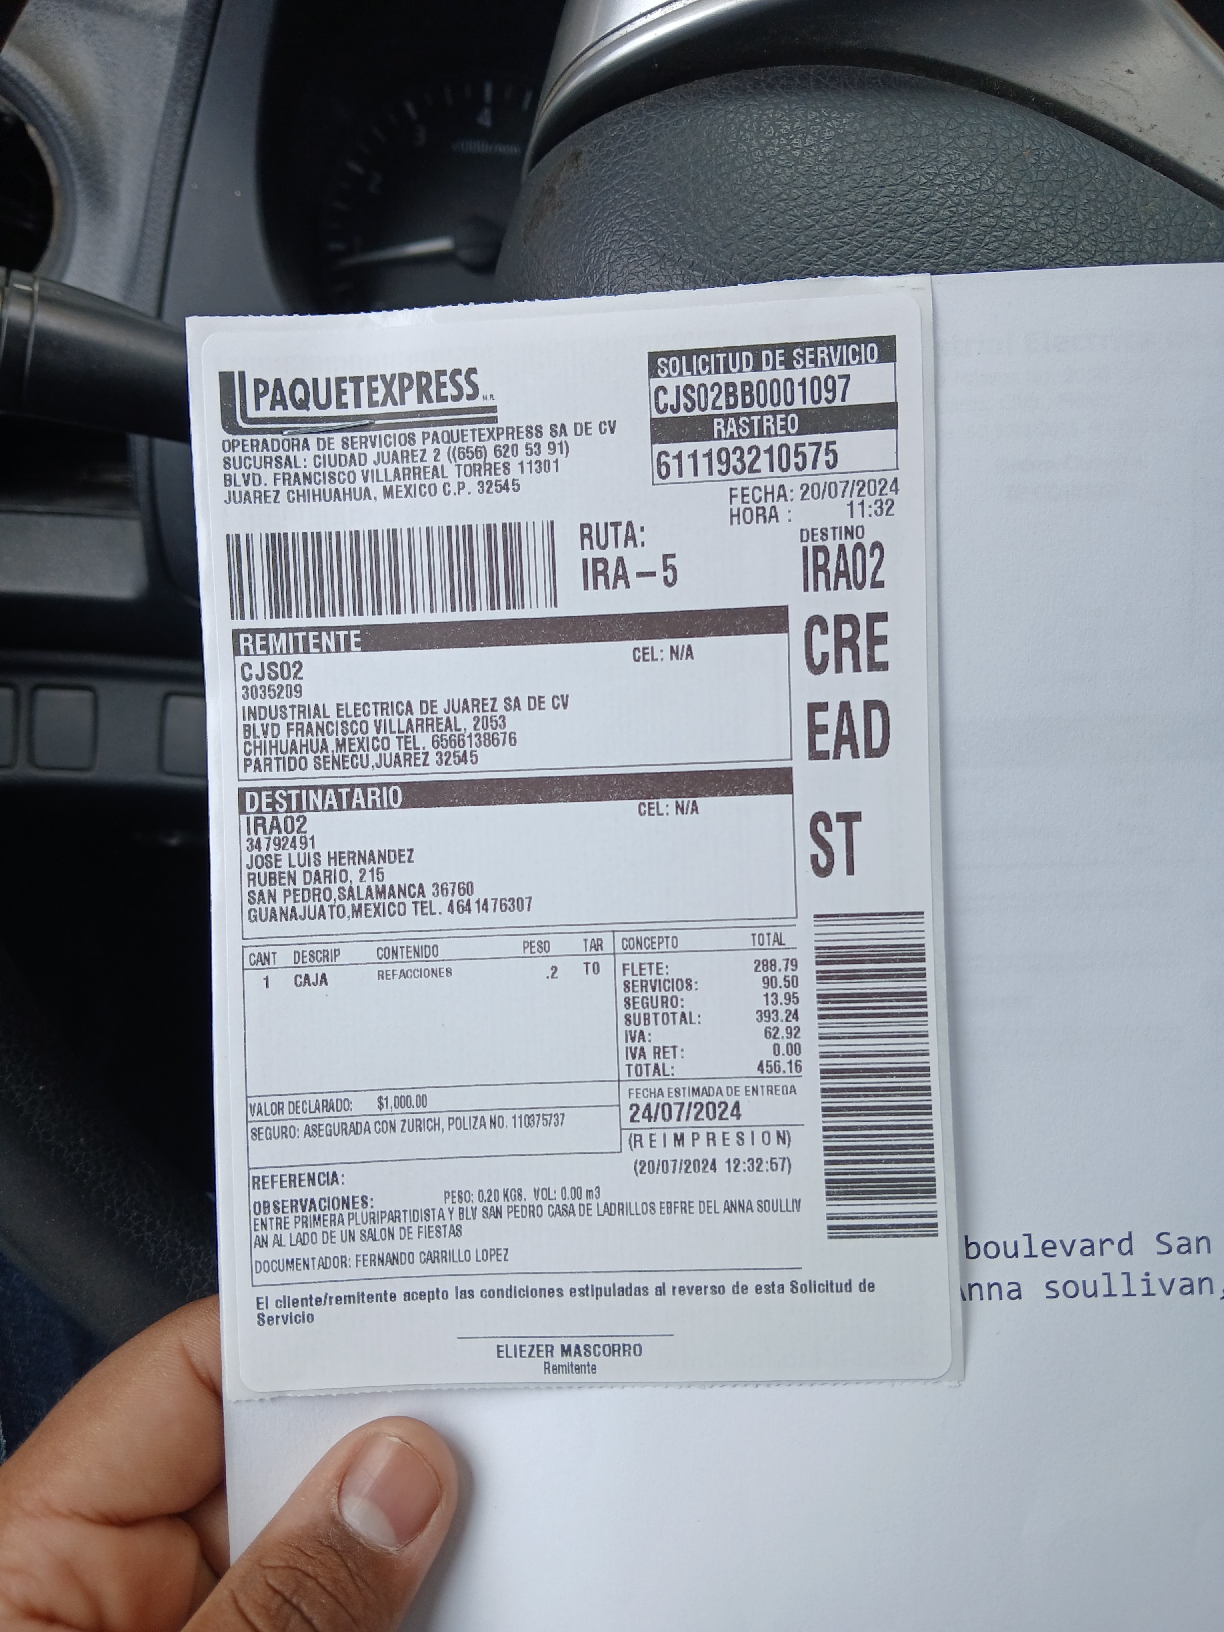 PAQUETEXPRESS
OPERADORA DE SERVICIOS PAQUETEXPRESS SA DE CV
SUCURSAL: CIUDAD JUAREZ 2 ((656) 620 53 91)
BLVD. FRANCISCO VILLARREAL TORRES 11301
JUAREZ CHIHUAHUA, MEXICO C.P. 32545
SOLICITUD DE SERVICIO
CJS02BB0001097
RASTREO
611193210575
FECHA: 20/07/2024
HORA : 11:32
RUTA:
IRA-5
DESTINO
IRA02
CRE
EAD
ST
REMITENTE
CJS02 CEL: N/A
3035209
INDUSTRIAL ELECTRICA DE JUAREZ SA DE CV
BLVD FRANCISCO VILLARREAL, 2053
CHIHUAHUA,MEXICO TEL. 6566138676
PARTIDO SENECU,JUAREZ 32545
DESTINATARIO
IRA02 CEL: N/A
34792491
JOSE LUIS HERNANDEZ
RUBEN DARIO, 215
SAN PEDRO,SALAMANCA 36760
GUANAJUATO,MEXICO TEL. 4641476307
CANT DESCRIP CONTENIDO PESO TAR
1 CAJA REFACCIONES .2 T0
CONCEPTO TOTAL
FLETE: 288.79
SERVICIOS: 90.50
SEGURO: 13.95
SUBTOTAL: 393.24
IVA: 62.92
IVA RET: 0.00
TOTAL: 456.16
VALOR DECLARADO: $1,000.00
SEGURO: ASEGURADA CON ZURICH, POLIZA NO. 110875737
FECHA ESTIMADA DE ENTREGA
24/07/2024
(REIMPRESION)
(20/07/2024 12:32:57)
REFERENCIA:
OBSERVACIONES: PESO: 0.20 KGS. VOL: 0.00 m3
ENTRE PRIMERA PLURIPARTIDISTA Y BLV SAN PEDRO CASA DE LADRILLOS EBFRE DEL ANNA SOULLIV
AN AL LADO DE UN SALON DE FIESTAS
DOCUMENTADOR: FERNANDO CARRILLO LOPEZ
El cliente/remitente acepto las condiciones estipuladas al reverso de esta Solicitud de
Servicio
ELIEZER MASCORRO
Remitente
boulevard San
Anna soullivan,
4
3
2